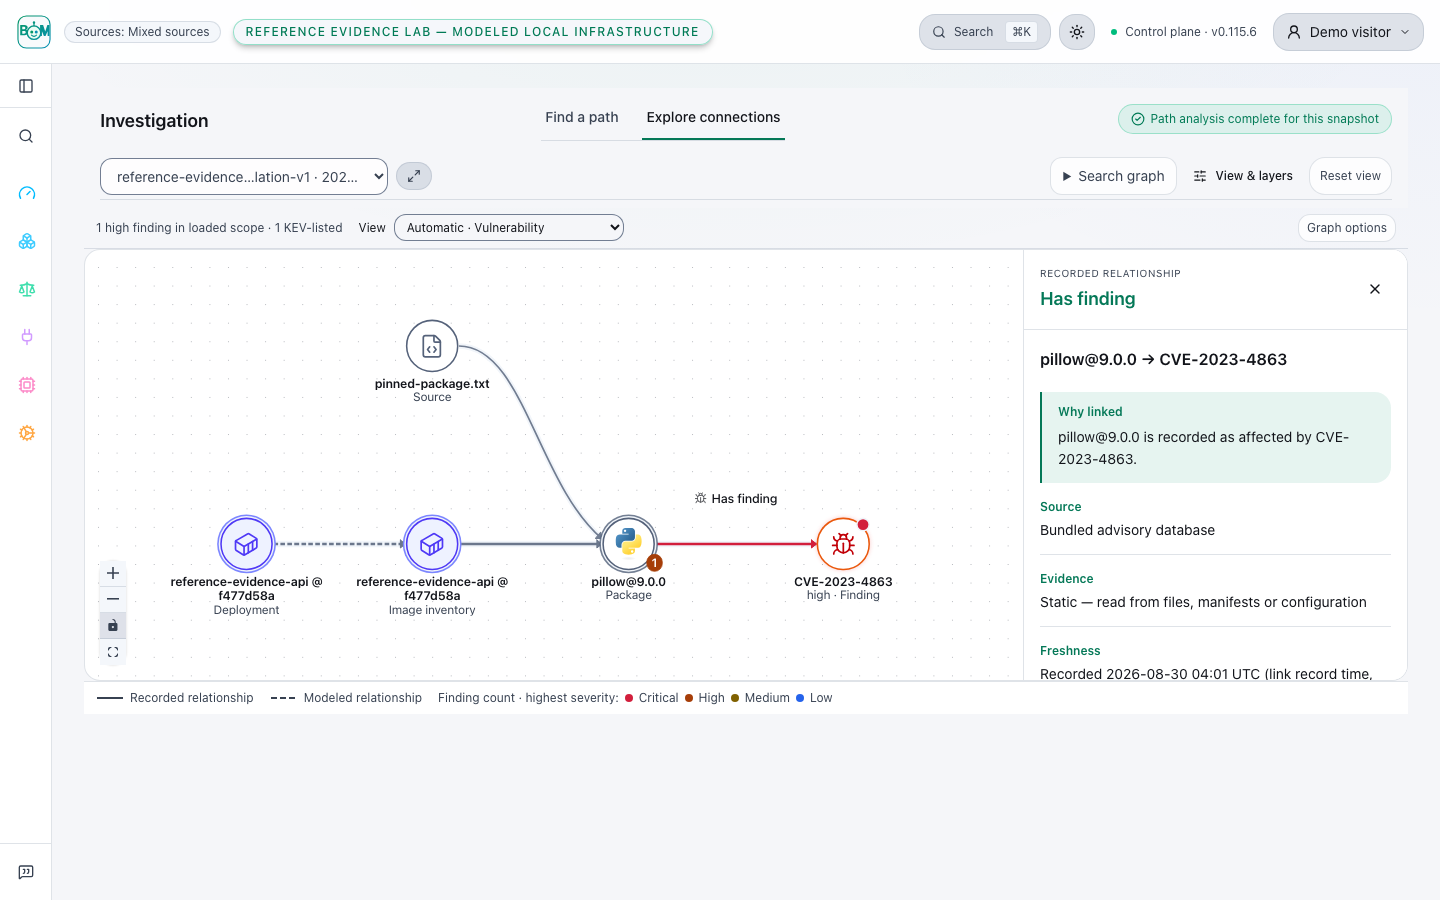 BOM
Sources: Mixed sources
REFERENCE EVIDENCE LAB — MODELED LOCAL INFRASTRUCTURE
Search ⌘K
Control plane · v0.115.6
Demo visitor
Investigation
Find a path
Explore connections
Path analysis complete for this snapshot
reference-evidence...lation-v1 · 202...
Search graph
View & layers
Reset view
1 high finding in loaded scope · 1 KEV-listed
View
Automatic · Vulnerability
Graph options
pinned-package.txt
Source
Has finding
1
reference-evidence-api @
f477d58a
Deployment
reference-evidence-api @
f477d58a
Image inventory
pillow@9.0.0
Package
CVE-2023-4863
high · Finding
RECORDED RELATIONSHIP
Has finding
pillow@9.0.0 → CVE-2023-4863
Why linked
pillow@9.0.0 is recorded as affected by CVE-
2023-4863.
Source
Bundled advisory database
Evidence
Static — read from files, manifests or configuration
Freshness
Recorded 2026-08-30 04:01 UTC (link record time,
Recorded relationship
Modeled relationship
Finding count · highest severity:
Critical
High
Medium
Low